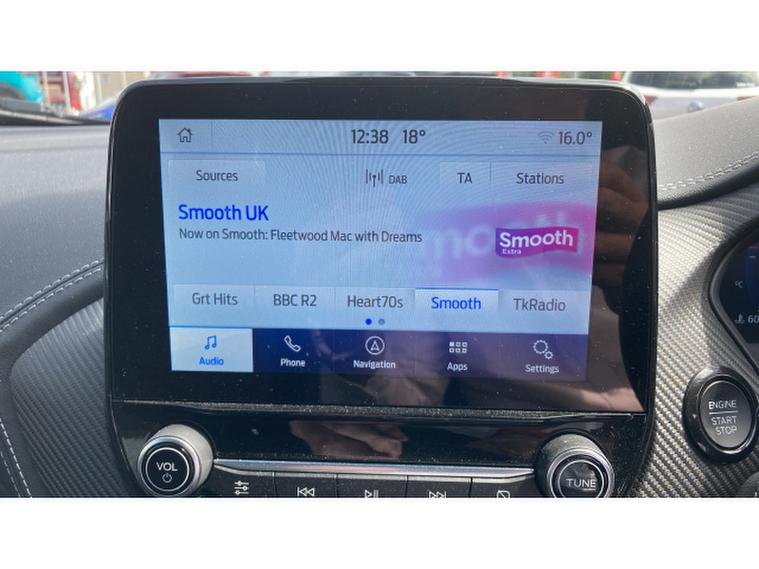 12:38 18° 16.0°
Sources DAB TA Stations
Smooth UK
Now on Smooth: Fleetwood Mac with Dreams
Smooth
Extra
Grt Hits BBC R2 Heart70s Smooth TkRadio
Audio Phone Navigation Apps Settings
ENGINE
START
STOP
VOL
TUNE
°C
60